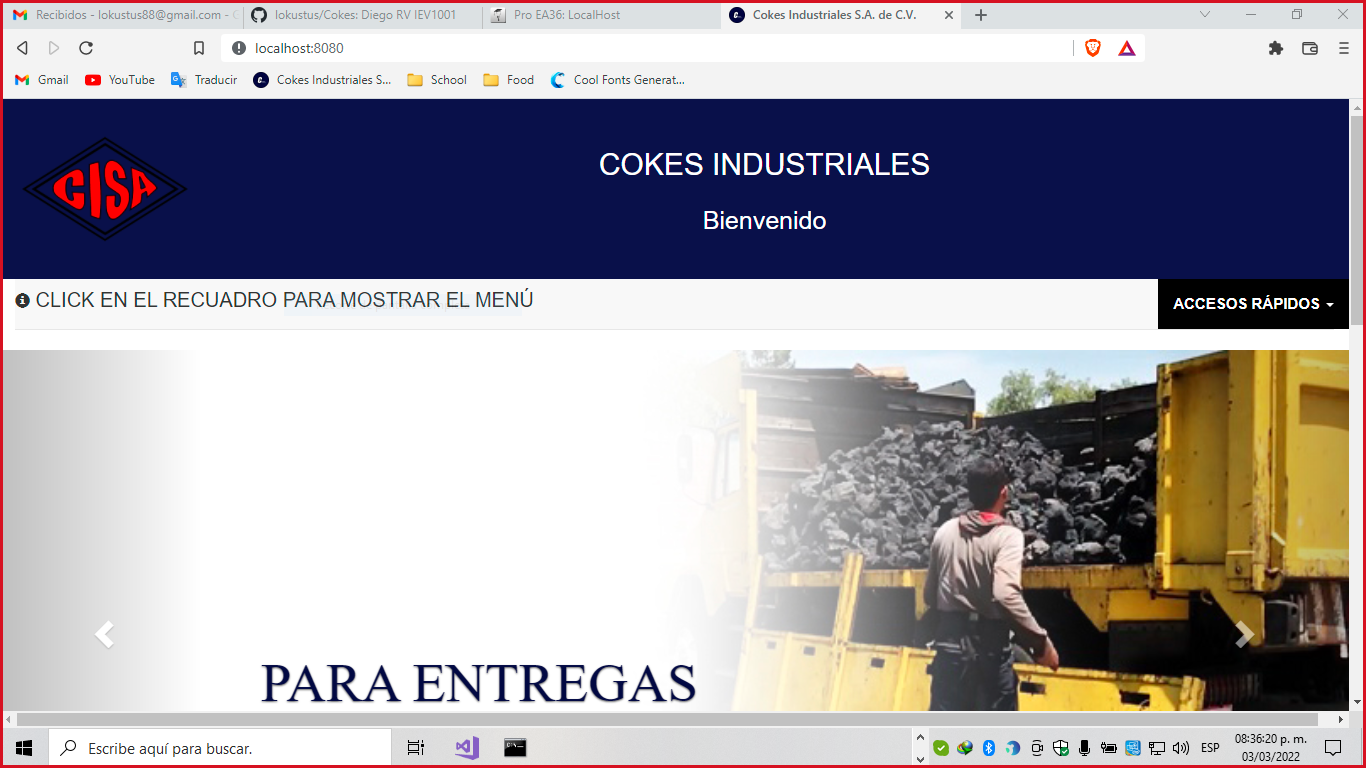 Recibidos - lokustus88@gmail.com - G
lokustus/Cokes: Diego RV IEV1001
Pro EA36: LocalHost
Cokes Industriales S.A. de C.V.
localhost:8080
Gmail
YouTube
Traducir
Cokes Industriales S...
School
Food
Cool Fonts Generat...
CISA
COKES INDUSTRIALES
Bienvenido
CLICK EN EL RECUADRO PARA MOSTRAR EL MENÚ
ACCESOS RÁPIDOS
PARA ENTREGAS
Escribe aquí para buscar.
ESP
08:36:20 p. m.
03/03/2022